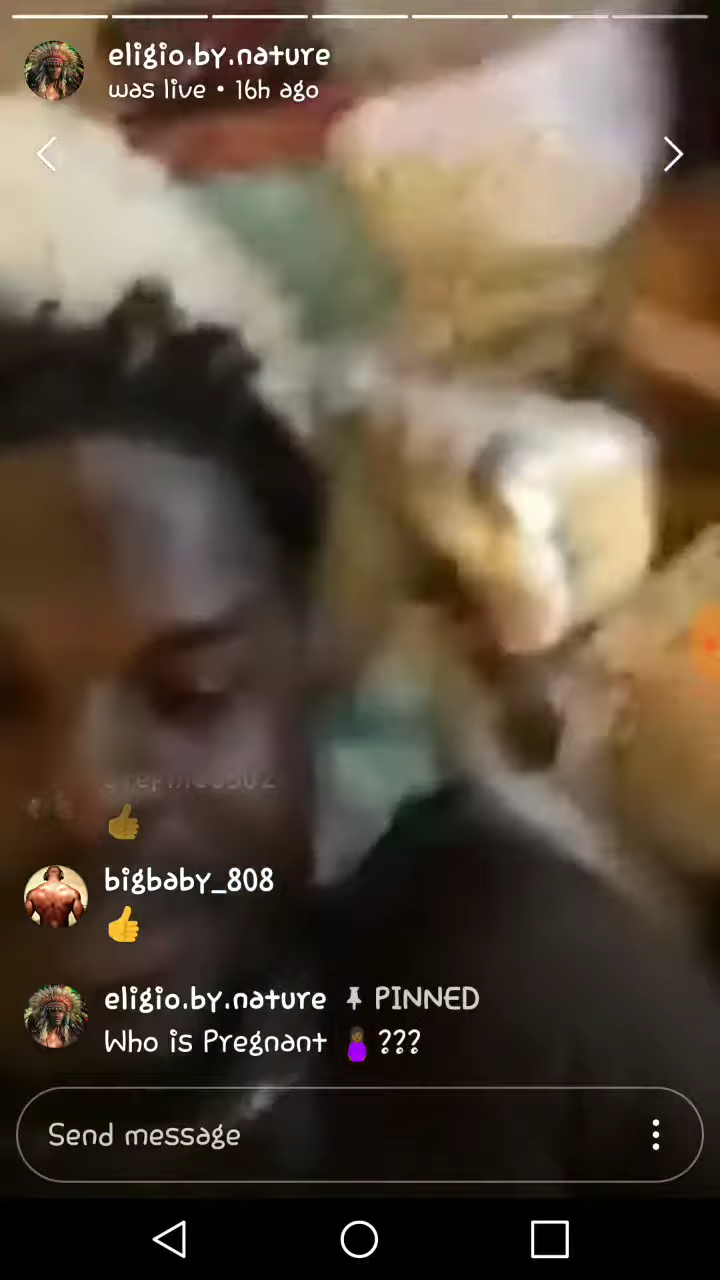 eligio.by.nature
was live • 16h ago
👍
bigbaby_808
👍
eligio.by.nature PINNED
Who is Pregnant 🤰🏾???
Send message